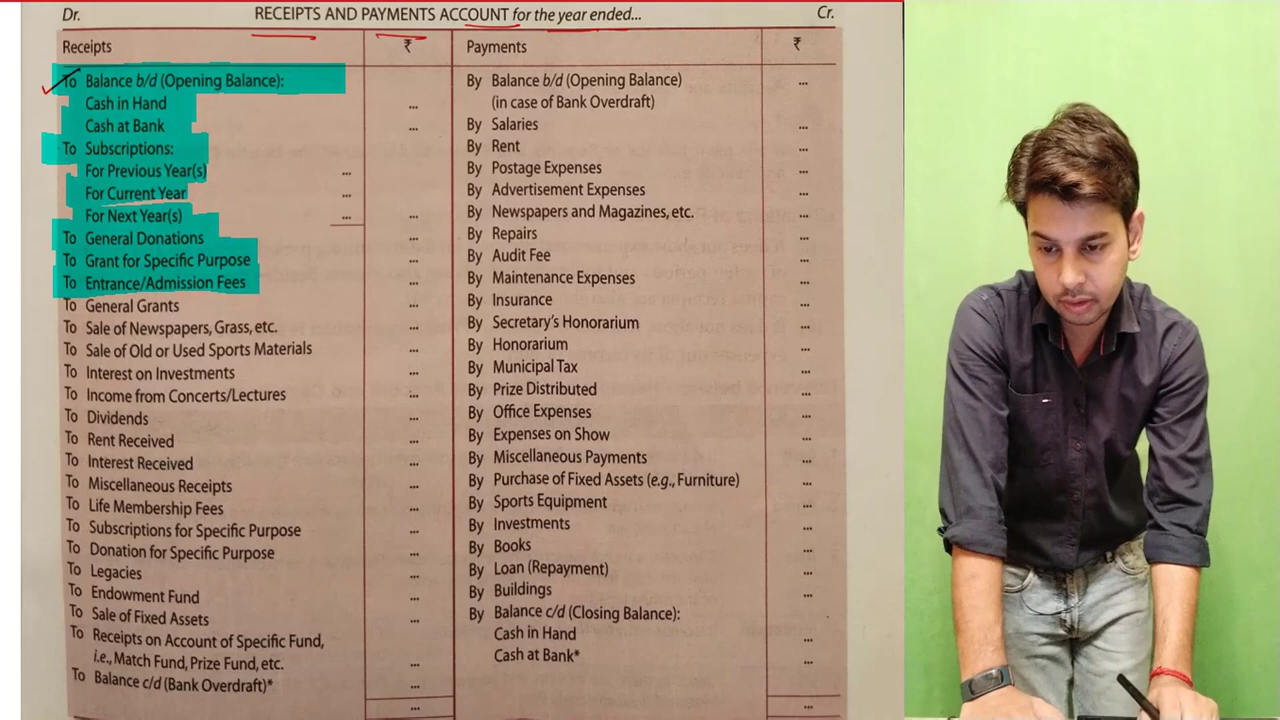 Dr. RECEIPTS AND PAYMENTS ACCOUNT for the year ended... Cr.
Receipts ₹ Payments ₹
To Balance b/d (Opening Balance):
Cash in Hand ...
Cash at Bank ...
To Subscriptions:
For Previous Year(s) ...
For Current Year ...
For Next Year(s) ... ...
To General Donations ...
To Grant for Specific Purpose ...
To Entrance/Admission Fees ...
To General Grants ...
To Sale of Newspapers, Grass, etc. ...
To Sale of Old or Used Sports Materials ...
To Interest on Investments ...
To Income from Concerts/Lectures ...
To Dividends ...
To Rent Received ...
To Interest Received ...
To Miscellaneous Receipts ...
To Life Membership Fees ...
To Subscriptions for Specific Purpose ...
To Donation for Specific Purpose ...
To Legacies ...
To Endowment Fund ...
To Sale of Fixed Assets ...
To Receipts on Account of Specific Fund,
i.e., Match Fund, Prize Fund, etc. ...
To Balance c/d (Bank Overdraft)* ...
...
By Balance b/d (Opening Balance) ...
(in case of Bank Overdraft)
By Salaries ...
By Rent ...
By Postage Expenses ...
By Advertisement Expenses ...
By Newspapers and Magazines, etc. ...
By Repairs ...
By Audit Fee ...
By Maintenance Expenses ...
By Insurance ...
By Secretary's Honorarium ...
By Honorarium ...
By Municipal Tax ...
By Prize Distributed ...
By Office Expenses ...
By Expenses on Show ...
By Miscellaneous Payments ...
By Purchase of Fixed Assets (e.g., Furniture) ...
By Sports Equipment ...
By Investments ...
By Books ...
By Loan (Repayment) ...
By Buildings ...
By Balance c/d (Closing Balance):
Cash in Hand ...
Cash at Bank* ...
...